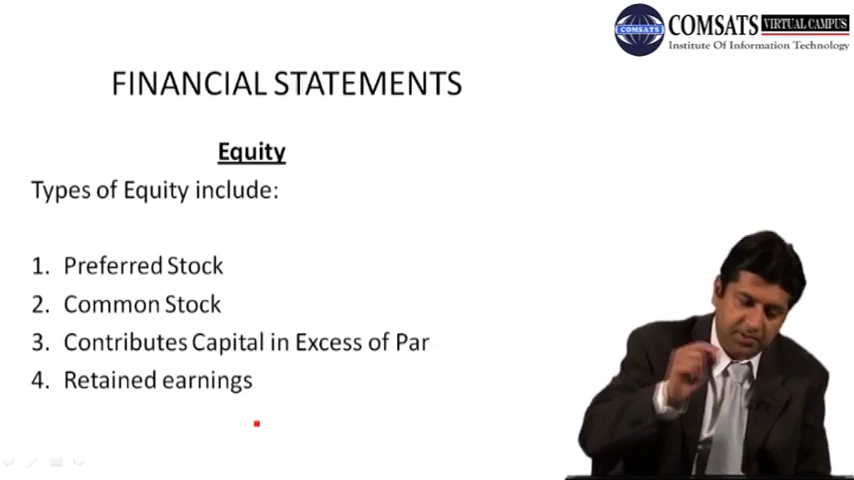 COMSATS
COMSATS VIRTUAL CAMPUS
Institute Of Information Technology
FINANCIAL STATEMENTS
Equity
Types of Equity include:
1. Preferred Stock
2. Common Stock
3. Contributes Capital in Excess of Par
4. Retained earnings